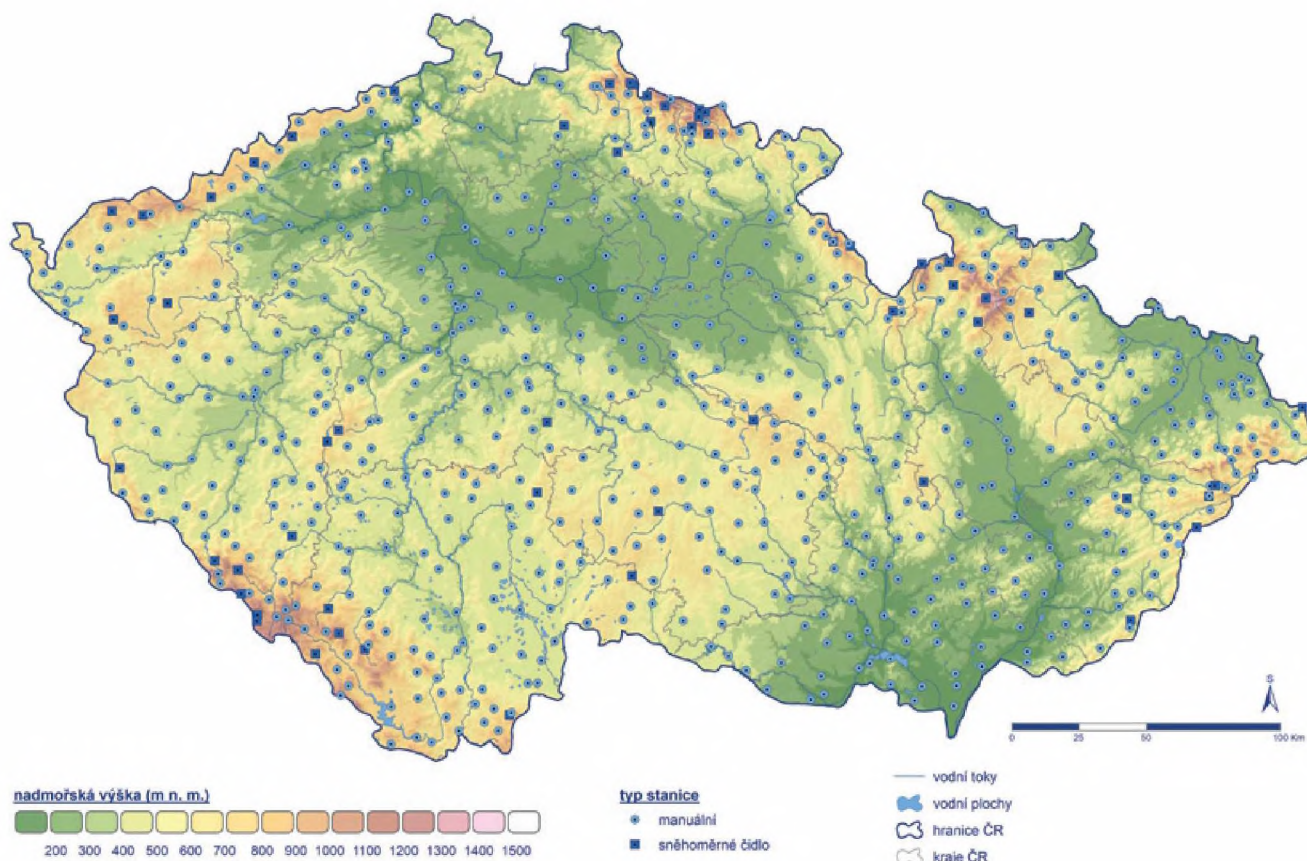 S
0 25 50 100 Km
nadmořská výška (m n. m.)
200 300 400 500 600 700 800 900 1000 1100 1200 1300 1400 1500
typ stanice
manuální
sněhoměrné čidlo
vodní toky
vodní plochy
hranice ČR
kraje ČR